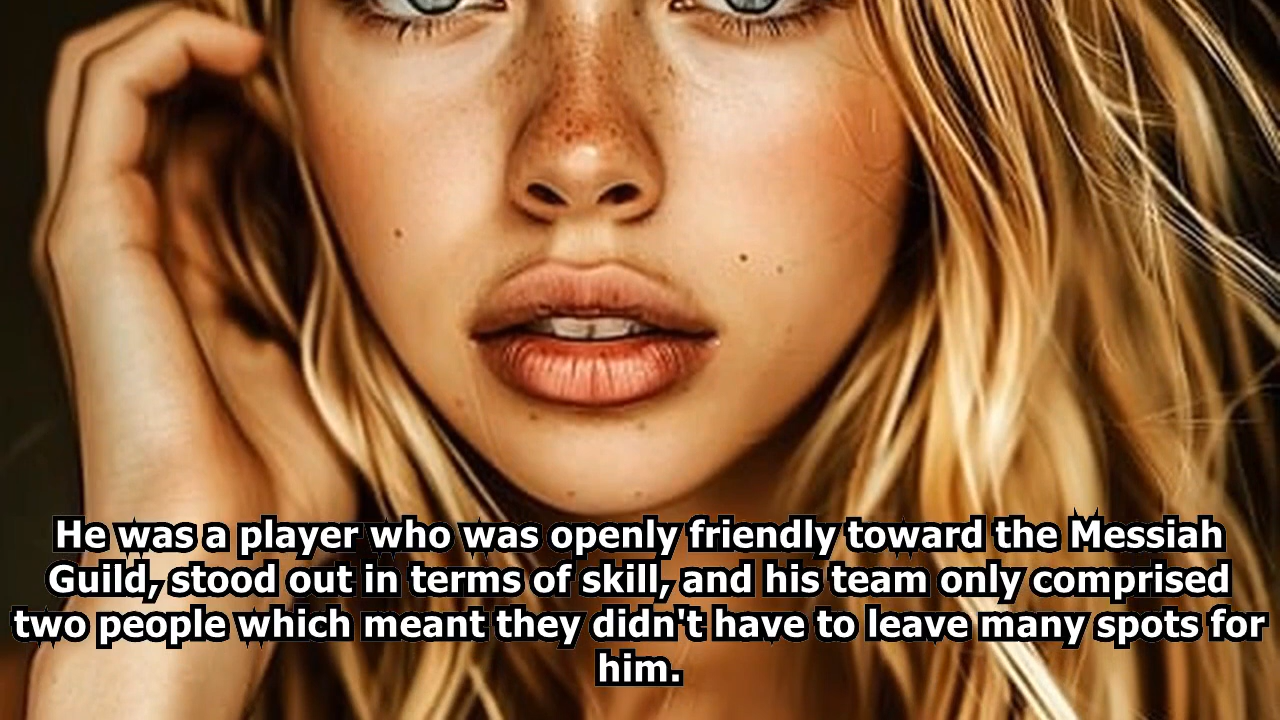 He was a player who was openly friendly toward the Messiah
Guild, stood out in terms of skill, and his team only comprised
two people which meant they didn't have to leave many spots for
him.